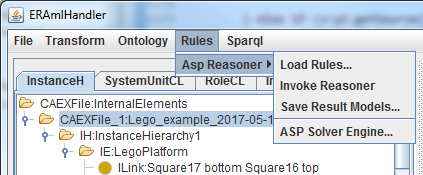 ERAmlHandler
File Transform Ontology Rules Sparql
Asp Reasoner
Load Rules...
Invoke Reasoner
Save Result Models...
ASP Solver Engine...
InstanceH SystemUnitCL RoleCL
CAEXFile:InternalElements
CAEXFile_1:Lego_example_2017-05-1
IH:InstanceHierarchy1
IE:LegoPlatform
ILink:Square17 bottom Square16 top